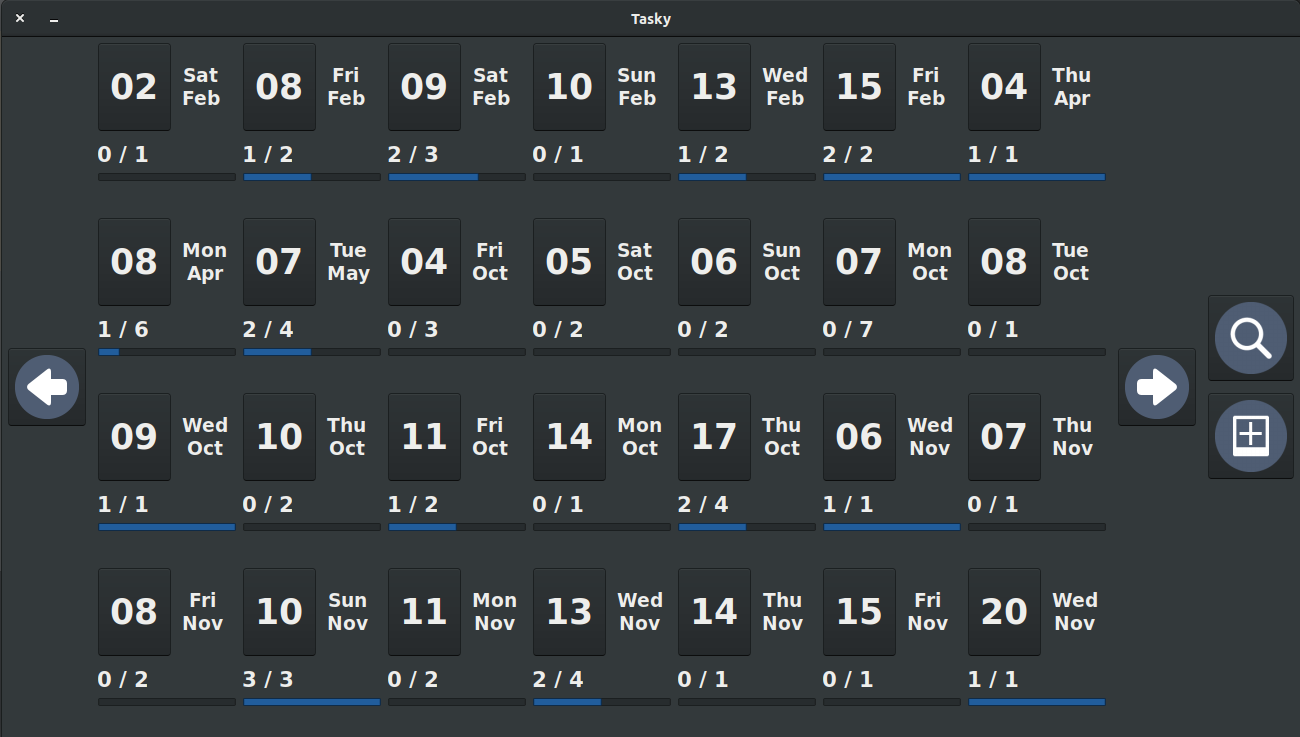 Tasky
02 Sat Feb
0 / 1
08 Fri Feb
1 / 2
09 Sat Feb
2 / 3
10 Sun Feb
0 / 1
13 Wed Feb
1 / 2
15 Fri Feb
2 / 2
04 Thu Apr
1 / 1
08 Mon Apr
1 / 6
07 Tue May
2 / 4
04 Fri Oct
0 / 3
05 Sat Oct
0 / 2
06 Sun Oct
0 / 2
07 Mon Oct
0 / 7
08 Tue Oct
0 / 1
09 Wed Oct
1 / 1
10 Thu Oct
0 / 2
11 Fri Oct
1 / 2
14 Mon Oct
0 / 1
17 Thu Oct
2 / 4
06 Wed Nov
1 / 1
07 Thu Nov
0 / 1
08 Fri Nov
0 / 2
10 Sun Nov
3 / 3
11 Mon Nov
0 / 2
13 Wed Nov
2 / 4
14 Thu Nov
0 / 1
15 Fri Nov
0 / 1
20 Wed Nov
1 / 1